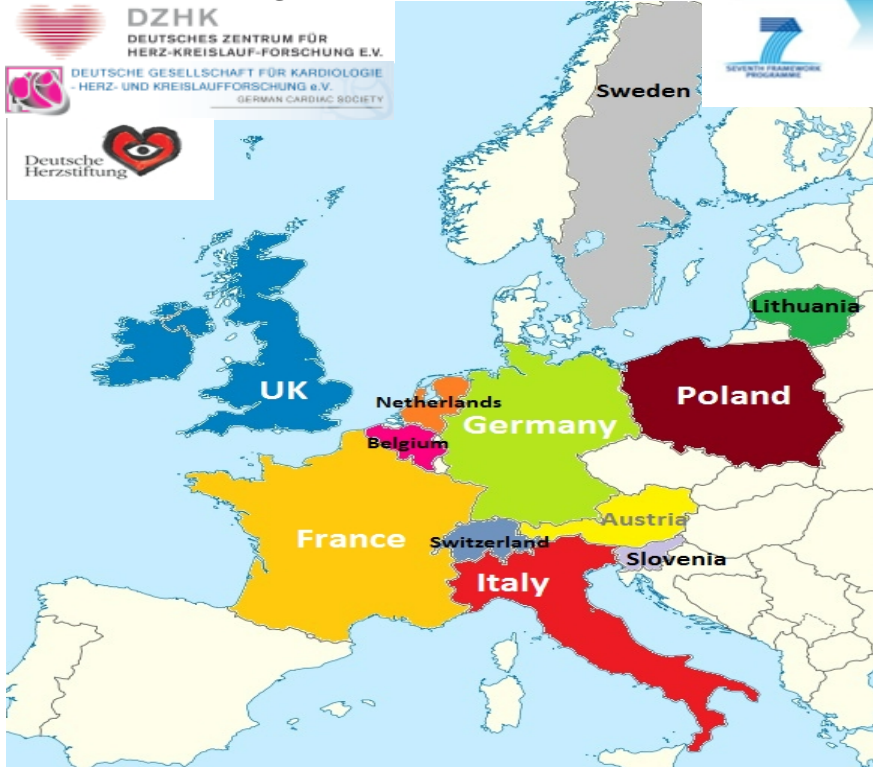 DZHK
DEUTSCHES ZENTRUM FÜR
HERZ-KREISLAUF-FORSCHUNG E.V.
DEUTSCHE GESELLSCHAFT FÜR KARDIOLOGIE
- HERZ- UND KREISLAUFFORSCHUNG e.V.
GERMAN CARDIAC SOCIETY
Deutsche
Herzstiftung
SEVENTH FRAMEWORK
PROGRAMME
Sweden
Lithuania
UK
Netherlands
Poland
Germany
Belgium
Austria
France
Switzerland
Slovenia
Italy